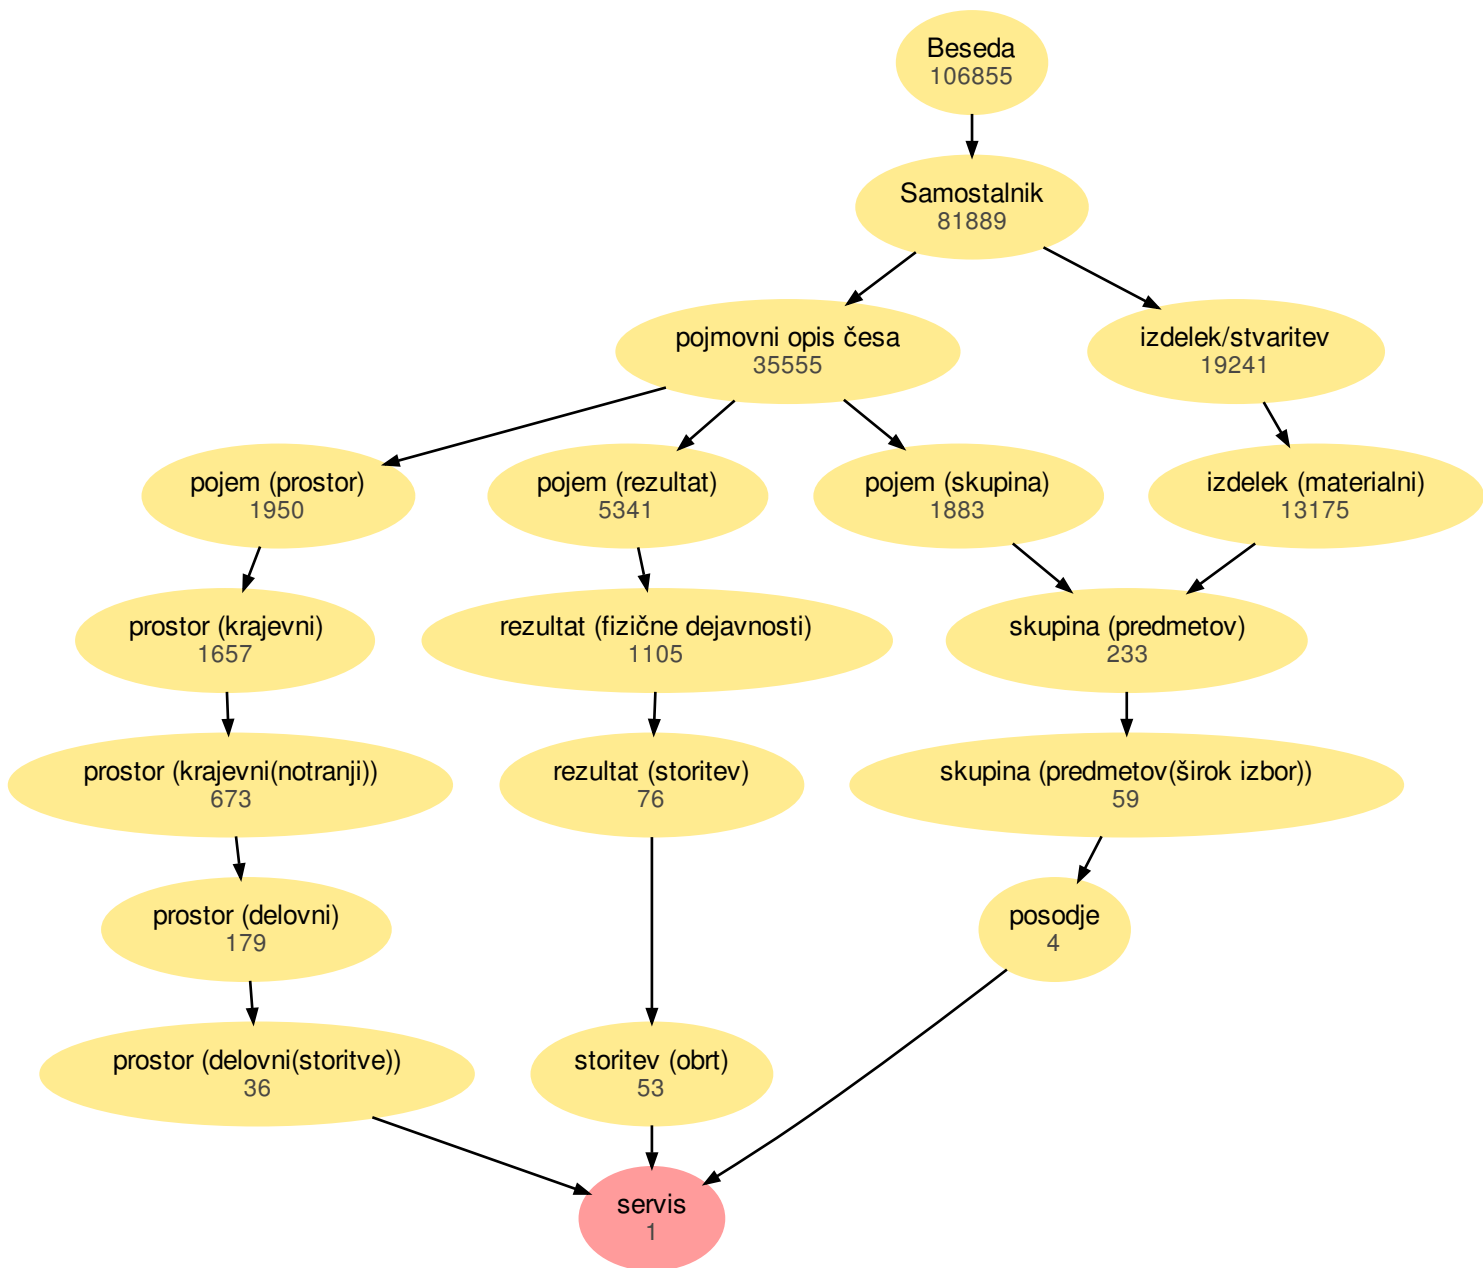 Beseda
106855
Samostalnik
81889
pojmovni opis česa
35555
izdelek/stvaritev
19241
pojem (prostor)
1950
pojem (rezultat)
5341
pojem (skupina)
1883
izdelek (materialni)
13175
prostor (krajevni)
1657
rezultat (fizične dejavnosti)
1105
skupina (predmetov)
233
prostor (krajevni(notranji))
673
rezultat (storitev)
76
skupina (predmetov(širok izbor))
59
prostor (delovni)
179
posodje
4
prostor (delovni(storitve))
36
storitev (obrt)
53
servis
1